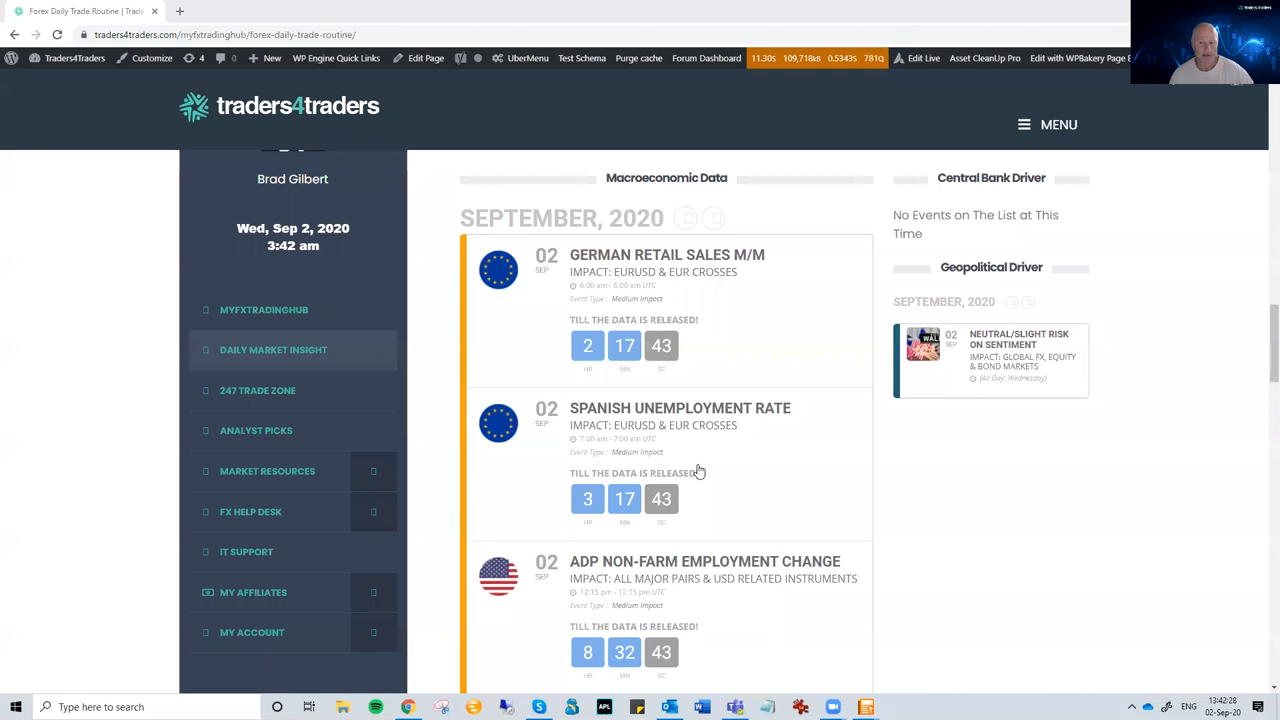 Forex Daily Trade Routine | Trade
traders4traders.com/myfxtradinghub/forex-daily-trade-routine/
Traders4Traders
Customize
4
0
New
WP Engine Quick Links
Edit Page
UberMenu
Test Schema
Purge cache
Forum Dashboard
11.30s 109,718kB 0.5343s 781Q
Edit Live
Asset CleanUp Pro
Edit with WPBakery Page
traders4traders
MENU
Brad Gilbert
Wed, Sep 2, 2020
3:42 am
MYFXTRADINGHUB
DAILY MARKET INSIGHT
247 TRADE ZONE
ANALYST PICKS
MARKET RESOURCES
FX HELP DESK
IT SUPPORT
MY AFFILIATES
MY ACCOUNT
Macroeconomic Data
SEPTEMBER, 2020
02
SEP
GERMAN RETAIL SALES M/M
IMPACT: EURUSD & EUR CROSSES
6:00 am - 6:00 am UTC
Event Type : Medium Impact
TILL THE DATA IS RELEASED!
2 17 43
HR MN SC
02
SEP
SPANISH UNEMPLOYMENT RATE
IMPACT: EURUSD & EUR CROSSES
7:00 am - 7:00 am UTC
Event Type : Medium Impact
TILL THE DATA IS RELEASED!
3 17 43
HR MN SC
02
SEP
ADP NON-FARM EMPLOYMENT CHANGE
IMPACT: ALL MAJOR PAIRS & USD RELATED INSTRUMENTS
12:15 pm - 12:15 pm UTC
Event Type : Medium Impact
TILL THE DATA IS RELEASED!
8 32 43
HR MN SC
Central Bank Driver
No Events on The List at This
Time
Geopolitical Driver
SEPTEMBER, 2020
02
SEP
NEUTRAL/SLIGHT RISK
ON SENTIMENT
IMPACT: GLOBAL FX, EQUITY
& BOND MARKETS
(All Day: Wednesday)
Type here to search
APL
ENG
13:42:28
02-Sep-20